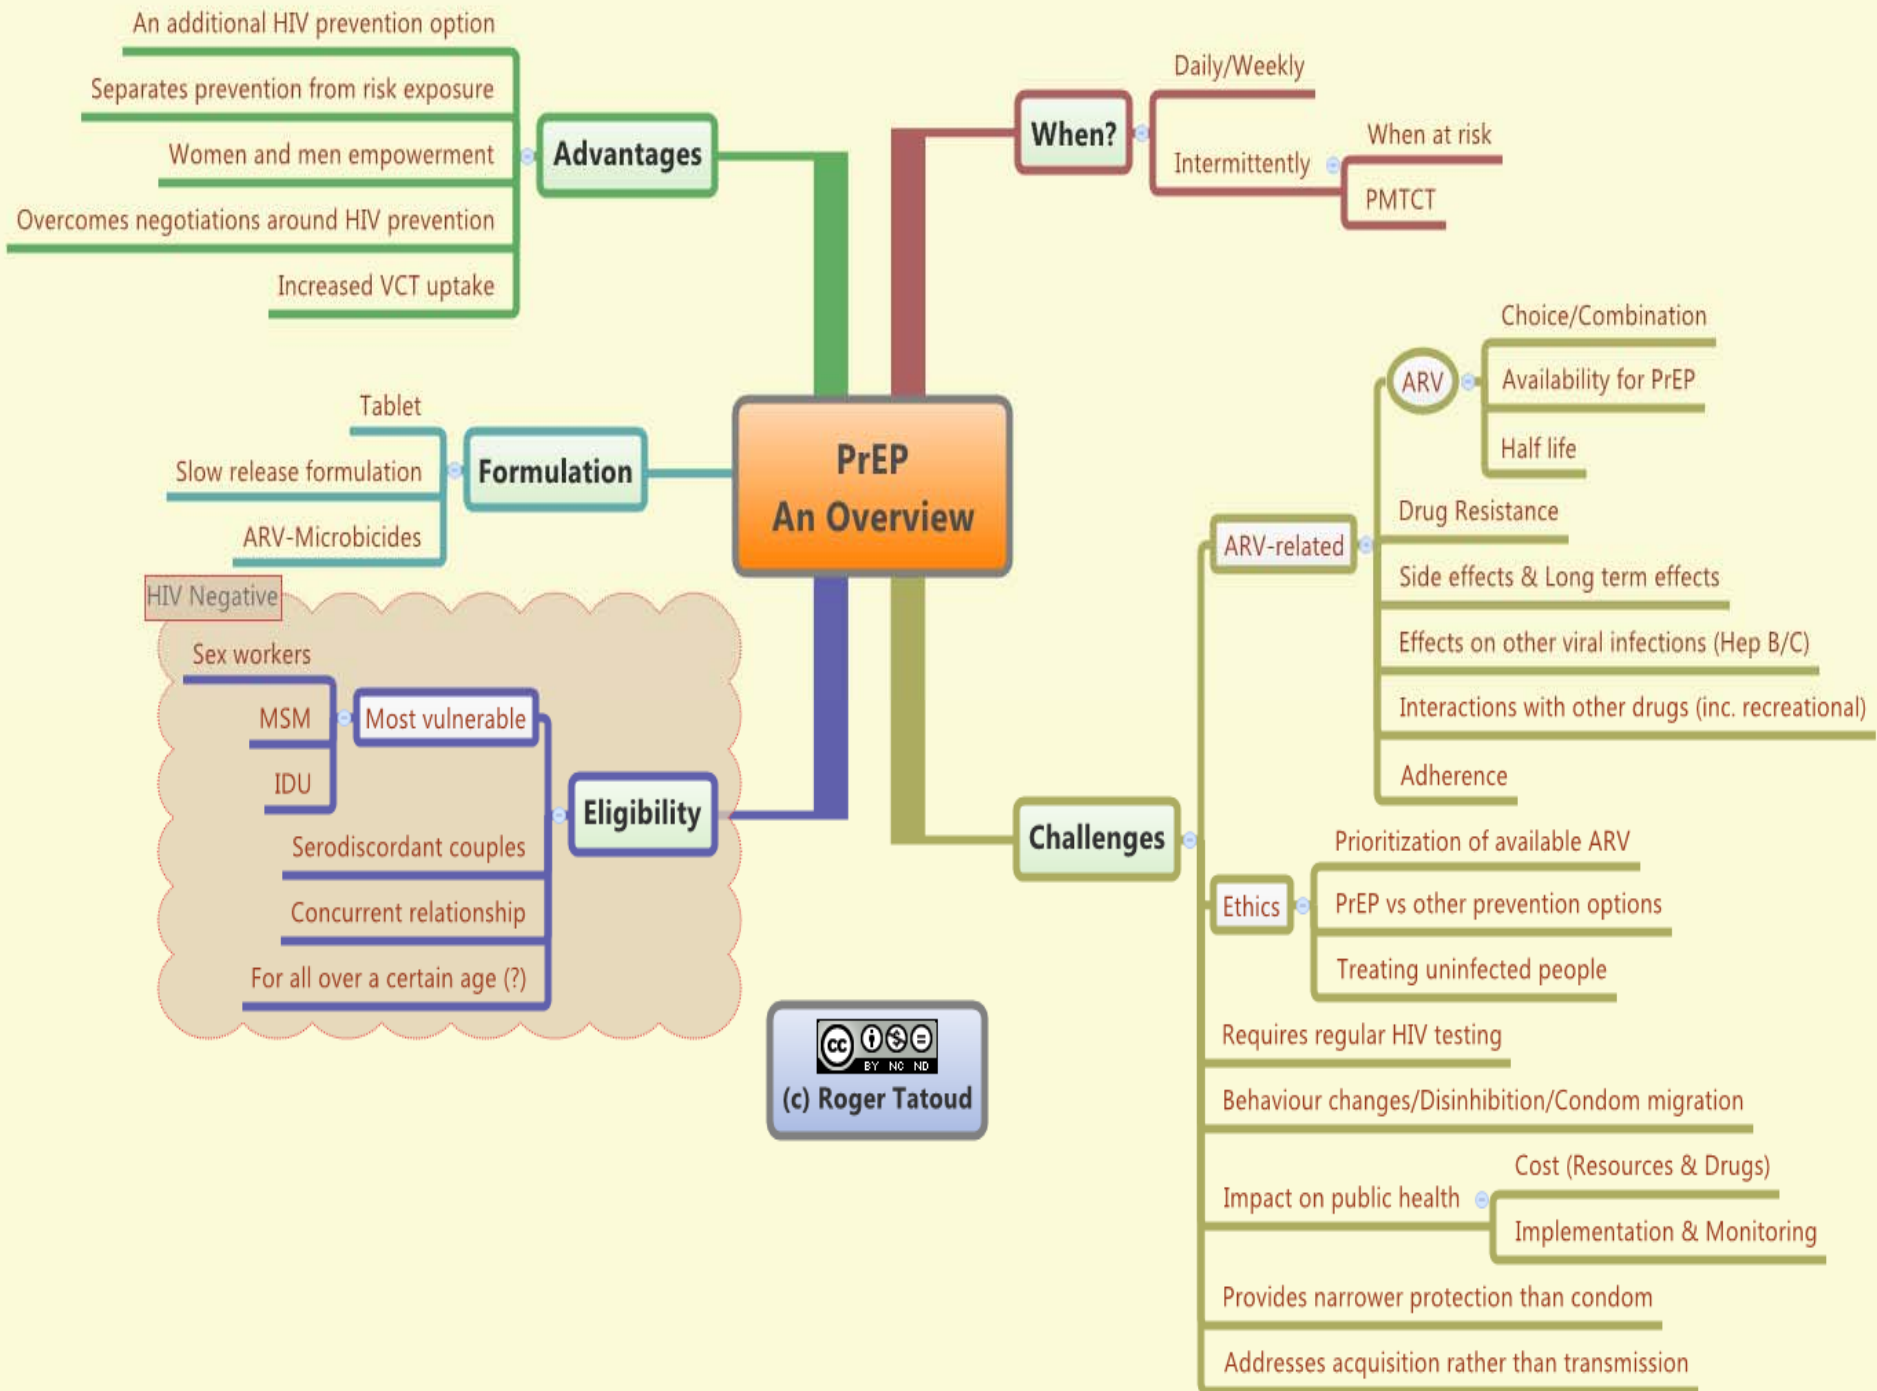 An additional HIV prevention option
Separates prevention from risk exposure
Women and men empowerment
Overcomes negotiations around HIV prevention
Increased VCT uptake
Advantages
When?
Daily/Weekly
Intermittently
When at risk
PMTCT
Tablet
Slow release formulation
ARV-Microbicides
Formulation
PrEP
An Overview
HIV Negative
Sex workers
MSM
IDU
Most vulnerable
Serodiscordant couples
Concurrent relationship
For all over a certain age (?)
Eligibility
Challenges
ARV-related
ARV
Choice/Combination
Availability for PrEP
Half life
Drug Resistance
Side effects & Long term effects
Effects on other viral infections (Hep B/C)
Interactions with other drugs (inc. recreational)
Adherence
Ethics
Prioritization of available ARV
PrEP vs other prevention options
Treating uninfected people
Requires regular HIV testing
Behaviour changes/Disinhibition/Condom migration
Impact on public health
Cost (Resources & Drugs)
Implementation & Monitoring
Provides narrower protection than condom
Addresses acquisition rather than transmission
cc
BY NC ND
(c) Roger Tatoud